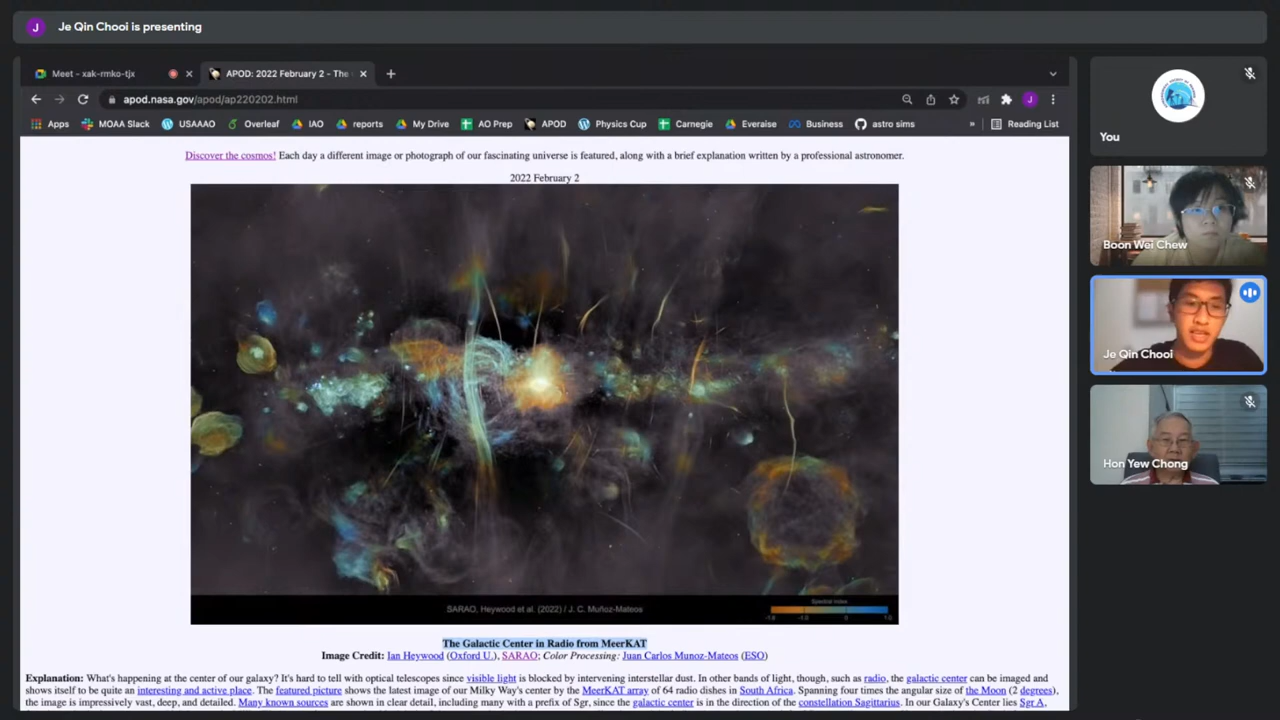 J Je Qin Chooi is presenting
Meet - xak-rmko-tjx
APOD: 2022 February 2 - The
apod.nasa.gov/apod/ap220202.html
J
Apps MOAA Slack USAAAO Overleaf IAO reports My Drive AO Prep APOD Physics Cup Carnegie Everaise Business astro sims » Reading List
Discover the cosmos! Each day a different image or photograph of our fascinating universe is featured, along with a brief explanation written by a professional astronomer.
2022 February 2
SARAO, Heywood et al. (2022) / J. C. Muñoz-Mateos
Spectral index
The Galactic Center in Radio from MeerKAT
Image Credit: Ian Heywood (Oxford U.), SARAO; Color Processing: Juan Carlos Munoz-Mateos (ESO)
Explanation: What's happening at the center of our galaxy? It's hard to tell with optical telescopes since visible light is blocked by intervening interstellar dust. In other bands of light, though, such as radio, the galactic center can be imaged and
shows itself to be quite an interesting and active place. The featured picture shows the latest image of our Milky Way's center by the MeerKAT array of 64 radio dishes in South Africa. Spanning four times the angular size of the Moon (2 degrees),
the image is impressively vast, deep, and detailed. Many known sources are shown in clear detail, including many with a prefix of Sgr, since the galactic center is in the direction of the constellation Sagittarius. In our Galaxy's Center lies Sgr A,
You
Boon Wei Chew
Je Qin Chooi
Hon Yew Chong